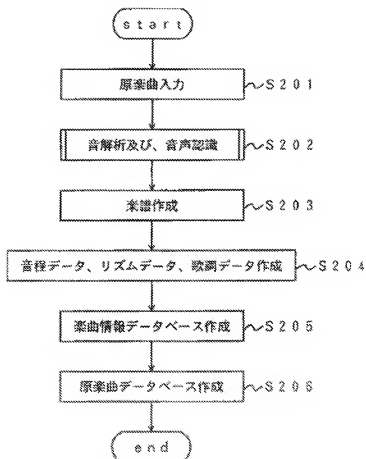 start
原楽曲入力 S201
音解析及び、音声認識 S202
楽譜作成 S203
音程データ、リズムデータ、歌詞データ作成 S204
楽曲情報データベース作成 S205
原楽曲データベース作成 S206
end